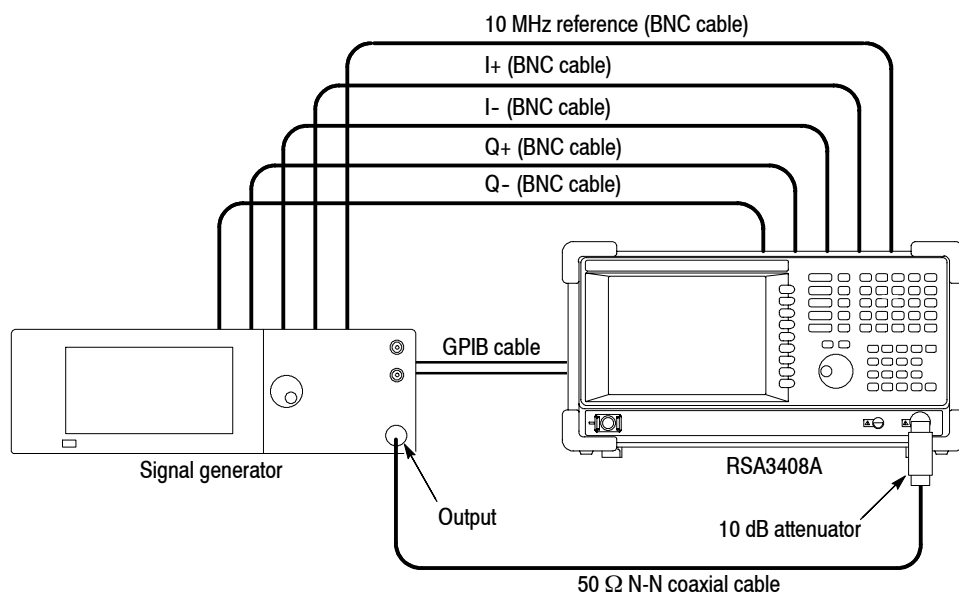 10 MHz reference (BNC cable)
I+ (BNC cable)
I- (BNC cable)
Q+ (BNC cable)
Q- (BNC cable)
GPIB cable
Signal generator
RSA3408A
Output
10 dB attenuator
50 Ω N-N coaxial cable